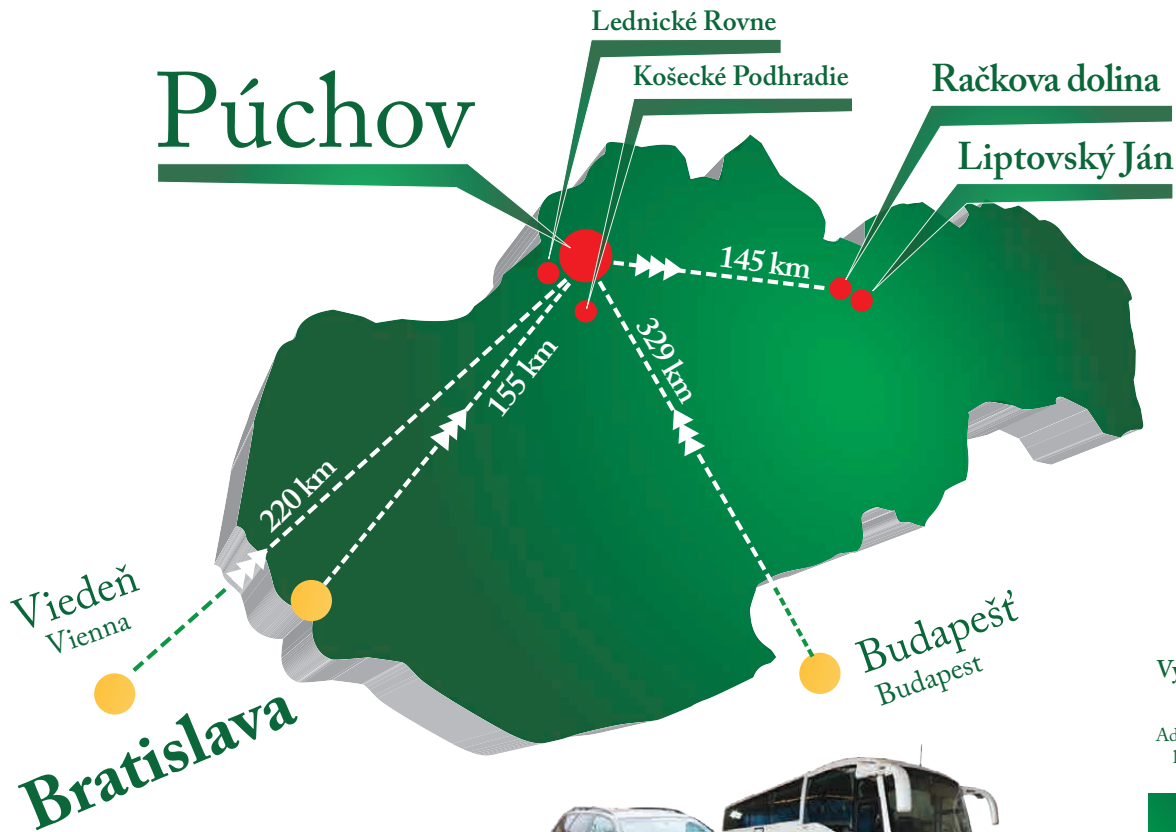 Lednické Rovne
Košecké Podhradie
Púchov
Račkova dolina
Liptovský Ján
145 km
329 km
155 km
220 km
Viedeň
Vienna
Bratislava
Budapešť
Budapest